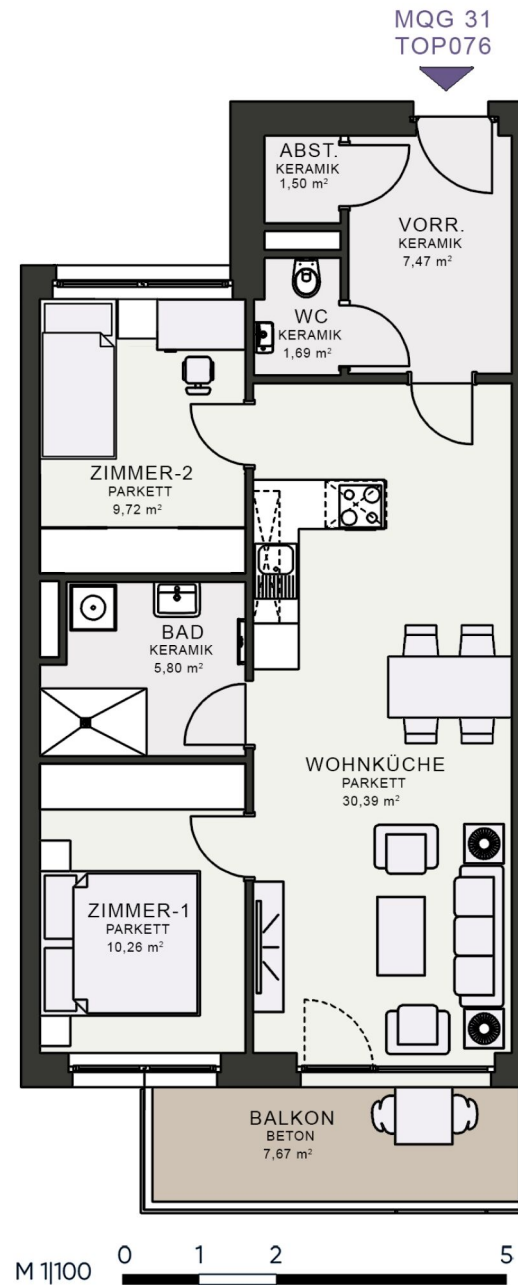 MQG 31
TOP076
ABST.
KERAMIK
1,50 m²
VORR.
KERAMIK
7,47 m²
WC
KERAMIK
1,69 m²
ZIMMER-2
PARKETT
9,72 m²
BAD
KERAMIK
5,80 m²
WOHNKÜCHE
PARKETT
30,39 m²
ZIMMER-1
PARKETT
10,26 m²
BALKON
BETON
7,67 m²
M 1|100 0 1 2 5